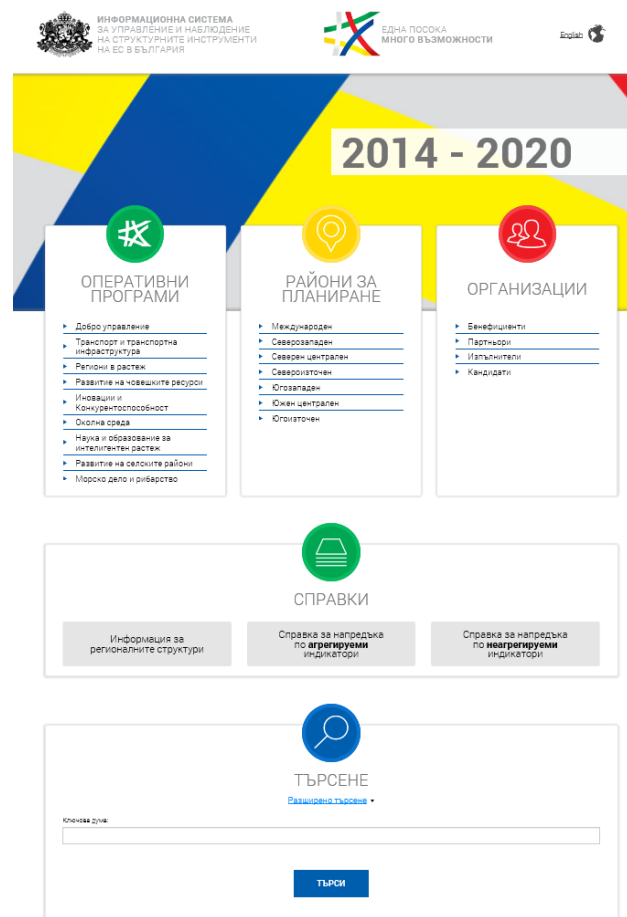 ИНФОРМАЦИОННА СИСТЕМА
ЗА УПРАВЛЕНИЕ И НАБЛЮДЕНИЕ
НА СТРУКТУРНИТЕ ИНСТРУМЕНТИ
НА ЕС В БЪЛГАРИЯ
ЕДНА ПОСОКА
МНОГО ВЪЗМОЖНОСТИ
English
2014 - 2020
ОПЕРАТИВНИ
ПРОГРАМИ
Добро управление
Транспорт и транспортна
инфраструктура
Региони в растеж
Развитие на човешките ресурси
Иновации и
Конкурентоспособност
Околна среда
Наука и образование за
интелигентен растеж
Развитие на селските райони
Морско дело и рибарство
РАЙОНИ ЗА
ПЛАНИРАНЕ
Международен
Северозападен
Северен централен
Североизточен
Югозападен
Южен централен
Югоизточен
ОРГАНИЗАЦИИ
Бенефициенти
Партньори
Изпълнители
Кандидати
СПРАВКИ
Информация за
регионалните структури
Справка за напредъка
по агрегируеми
индикатори
Справка за напредъка
по неагрегируеми
индикатори
ТЪРСЕНЕ
Разширено търсене
Ключова дума:
ТЪРСИ